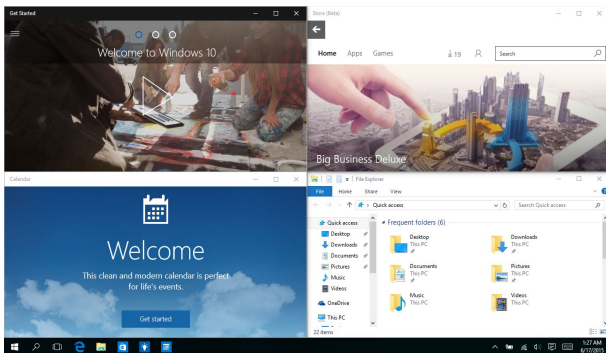 Get Started
Welcome to Windows 10
Store (Beta)
Home Apps Games 19 Search
Big Business Deluxe
Calendar
Welcome
This clean and modern calendar is perfect
for life's events.
Get started
File Explorer
File Home Share View
Quick access Search Quick access
Quick access
Desktop
Downloads
Documents
Pictures
Music
Videos
OneDrive
This PC
Frequent folders (6)
Desktop
This PC
Downloads
This PC
Documents
This PC
Pictures
This PC
Music
This PC
Videos
This PC
22 items
1:27 AM
6/17/2015